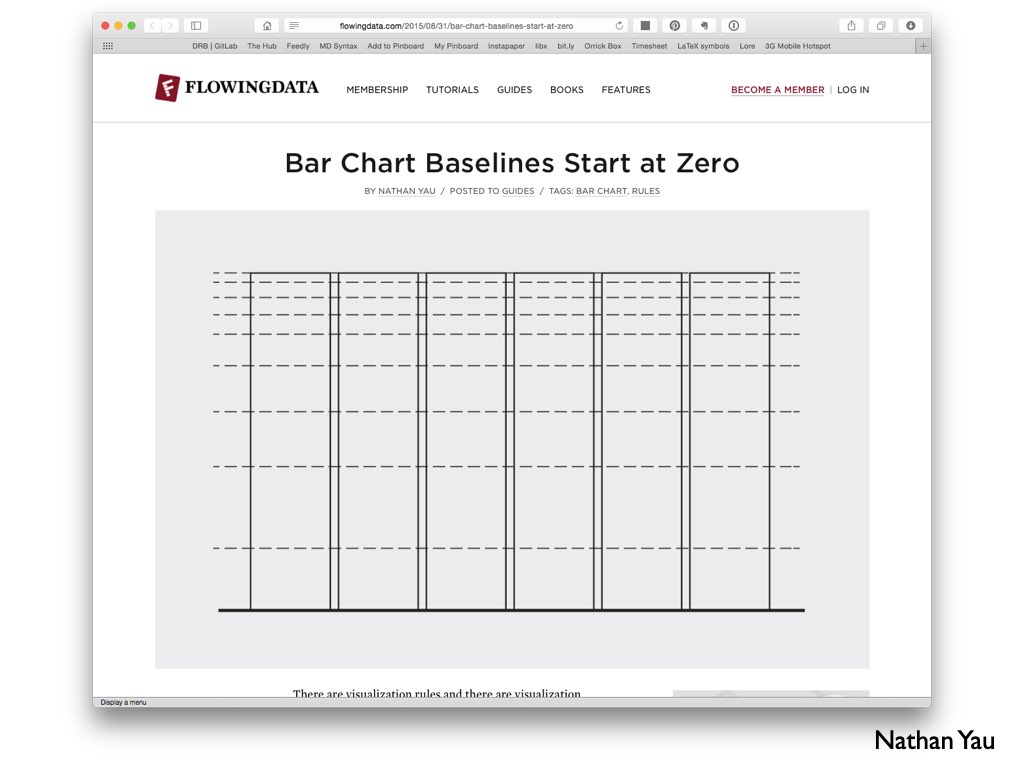 flowingdata.com/2015/08/31/bar-chart-baselines-start-at-zero
DRB | GitLab The Hub Feedly MD Syntax Add to Pinboard My Pinboard Instapaper libx bit.ly Orrick Box Timesheet LaTeX symbols Lore 3G Mobile Hotspot
FLOWINGDATA MEMBERSHIP TUTORIALS GUIDES BOOKS FEATURES BECOME A MEMBER | LOG IN
Bar Chart Baselines Start at Zero
BY NATHAN YAU / POSTED TO GUIDES / TAGS: BAR CHART, RULES
There are visualization rules and there are visualization
Display a menu
Nathan Yau